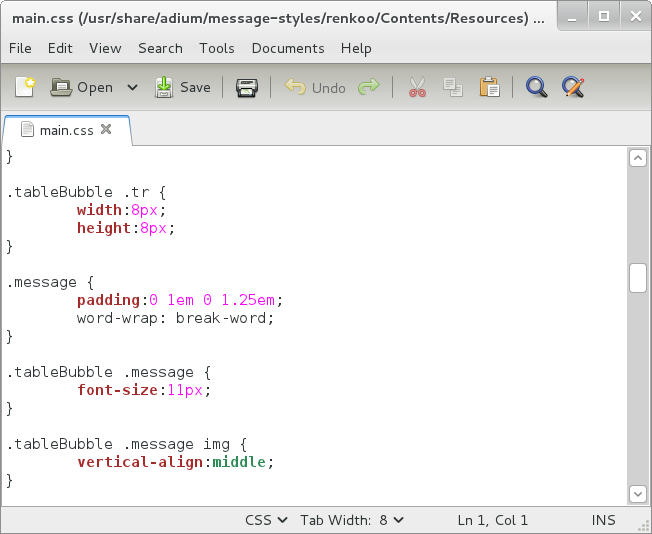 main.css (/usr/share/adium/message-styles/renkoo/Contents/Resources) ...
File Edit View Search Tools Documents Help
Open Save Undo
main.css
}
.tableBubble .tr {
        width:8px;
        height:8px;
}
.message {
        padding:0 1em 0 1.25em;
        word-wrap: break-word;
}
.tableBubble .message {
        font-size:11px;
}
.tableBubble .message img {
        vertical-align:middle;
}
CSS Tab Width: 8 Ln 1, Col 1 INS